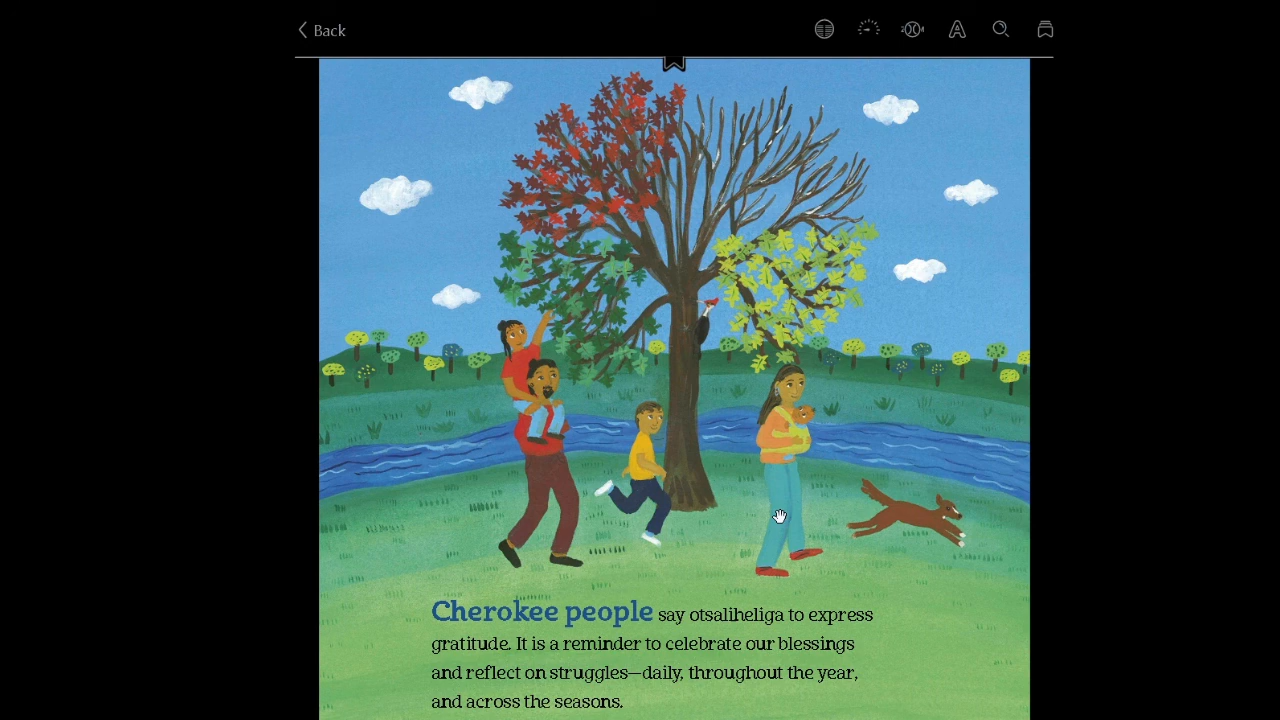 Back
Cherokee people say otsaliheliga to express
gratitude. It is a reminder to celebrate our blessings
and reflect on struggles—daily, throughout the year,
and across the seasons.